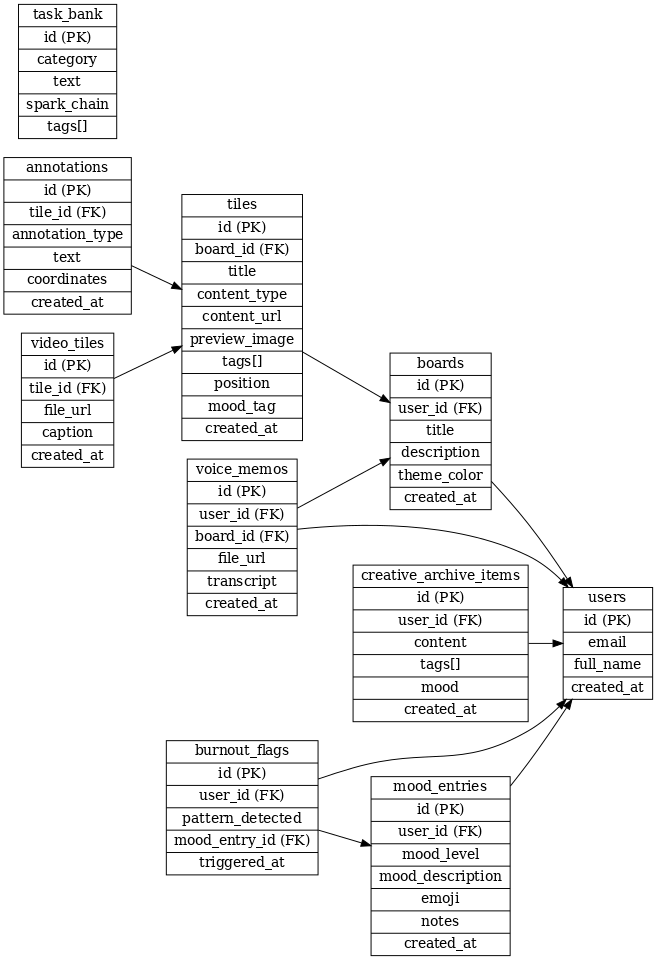 task_bank
id (PK)
category
text
spark_chain
tags[]
annotations
id (PK)
tile_id (FK)
annotation_type
text
coordinates
created_at
tiles
id (PK)
board_id (FK)
title
content_type
content_url
preview_image
tags[]
position
mood_tag
created_at
video_tiles
id (PK)
tile_id (FK)
file_url
caption
created_at
boards
id (PK)
user_id (FK)
title
description
theme_color
created_at
voice_memos
id (PK)
user_id (FK)
board_id (FK)
file_url
transcript
created_at
creative_archive_items
id (PK)
user_id (FK)
content
tags[]
mood
created_at
users
id (PK)
email
full_name
created_at
burnout_flags
id (PK)
user_id (FK)
pattern_detected
mood_entry_id (FK)
triggered_at
mood_entries
id (PK)
user_id (FK)
mood_level
mood_description
emoji
notes
created_at